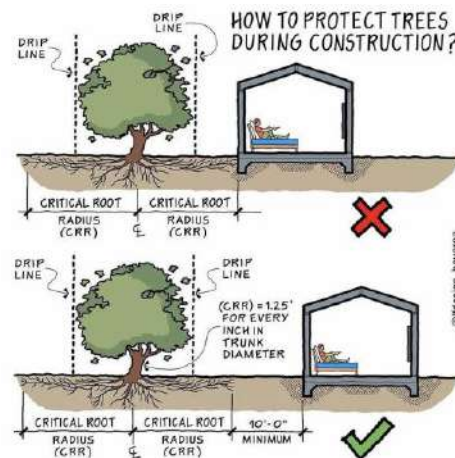 HOW TO PROTECT TREES
DURING CONSTRUCTION?
DRIP
LINE
DRIP
LINE
CRITICAL ROOT
RADIUS
(CRR)
CRITICAL ROOT
RADIUS
(CRR)
℄
DRIP
LINE
DRIP
LINE
(CRR) = 1.25'
FOR EVERY
INCH IN
TRUNK
DIAMETER
CRITICAL ROOT
RADIUS
(CRR)
CRITICAL ROOT
RADIUS
(CRR)
10'-0"
MINIMUM
℄